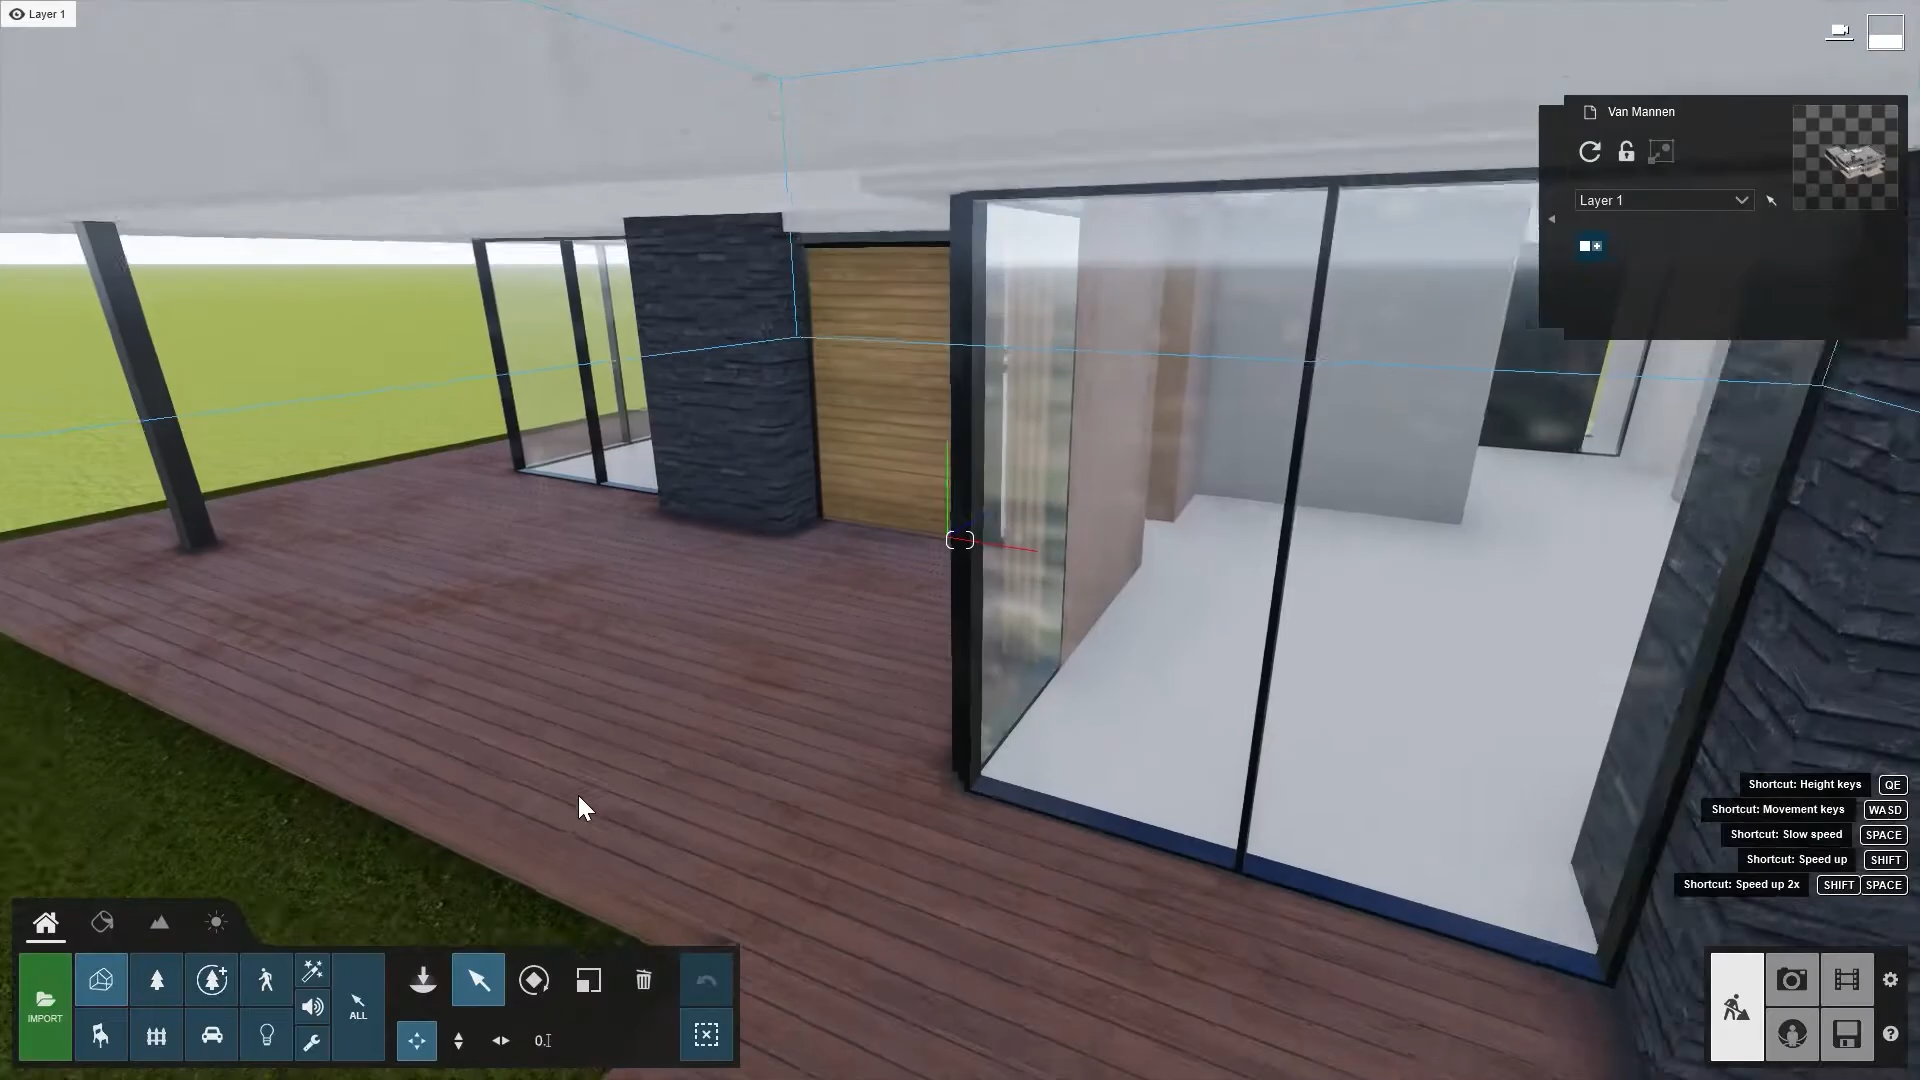 Layer 1
Van Mannen
Layer 1
Shortcut: Height keys QE
Shortcut: Movement keys WASD
Shortcut: Slow speed SPACE
Shortcut: Speed up SHIFT
Shortcut: Speed up 2x SHIFT SPACE
IMPORT
ALL
0.
?